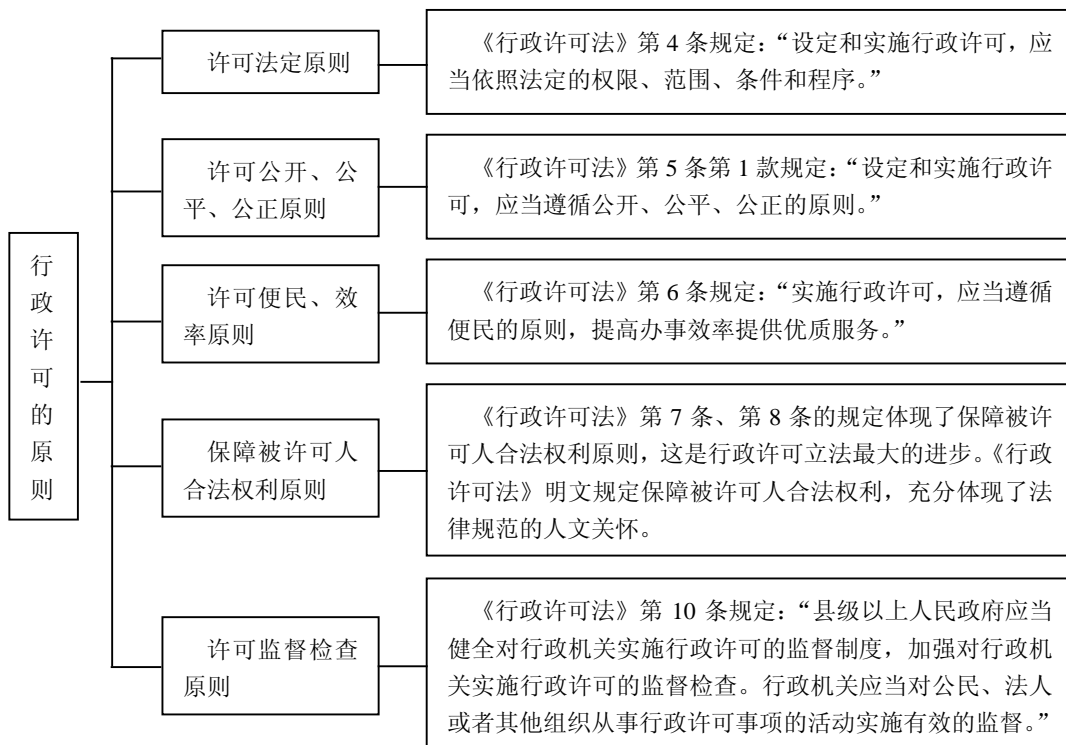 许可法定原则
《行政许可法》第 4 条规定：“设定和实施行政许可，应
当依照法定的权限、范围、条件和程序。”
许可公开、公
平、公正原则
《行政许可法》第 5 条第 1 款规定：“设定和实施行政许
可，应当遵循公开、公平、公正的原则。”
行
政
许
可
的
原
则
许可便民、效
率原则
《行政许可法》第 6 条规定：“实施行政许可，应当遵循
便民的原则，提高办事效率提供优质服务。”
保障被许可人
合法权利原则
《行政许可法》第 7 条、第 8 条的规定体现了保障被许
可人合法权利原则，这是行政许可立法最大的进步。《行政
许可法》明文规定保障被许可人合法权利，充分体现了法
律规范的人文关怀。
许可监督检查
原则
《行政许可法》第 10 条规定：“县级以上人民政府应当
健全对行政机关实施行政许可的监督制度，加强对行政机
关实施行政许可的监督检查。行政机关应当对公民、法人
或者其他组织从事行政许可事项的活动实施有效的监督。”